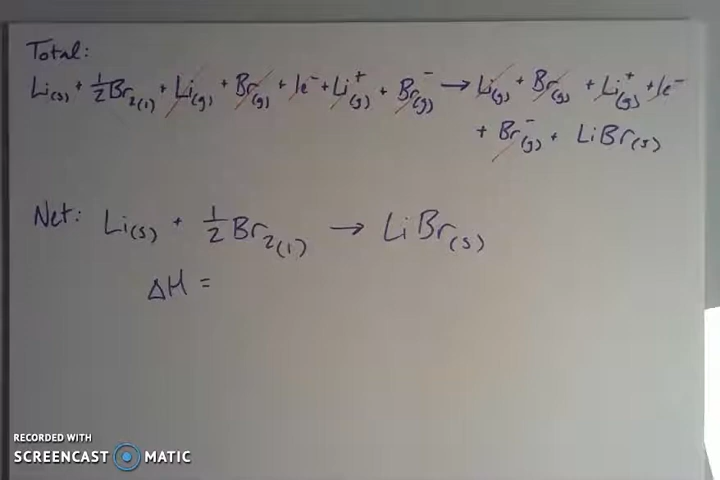 Total:
Li(s) + 1/2 Br2(l) + Li(g) + Br(g) + 1e⁻ + Li⁺(g) + Br⁻(g) → Li(g) + Br(g) + Li⁺(g) + 1e⁻
+ Br⁻(g) + LiBr(s)
Net: Li(s) + 1/2 Br2(l) → LiBr(s)
ΔH =
RECORDED WITH
SCREENCAST MATIC